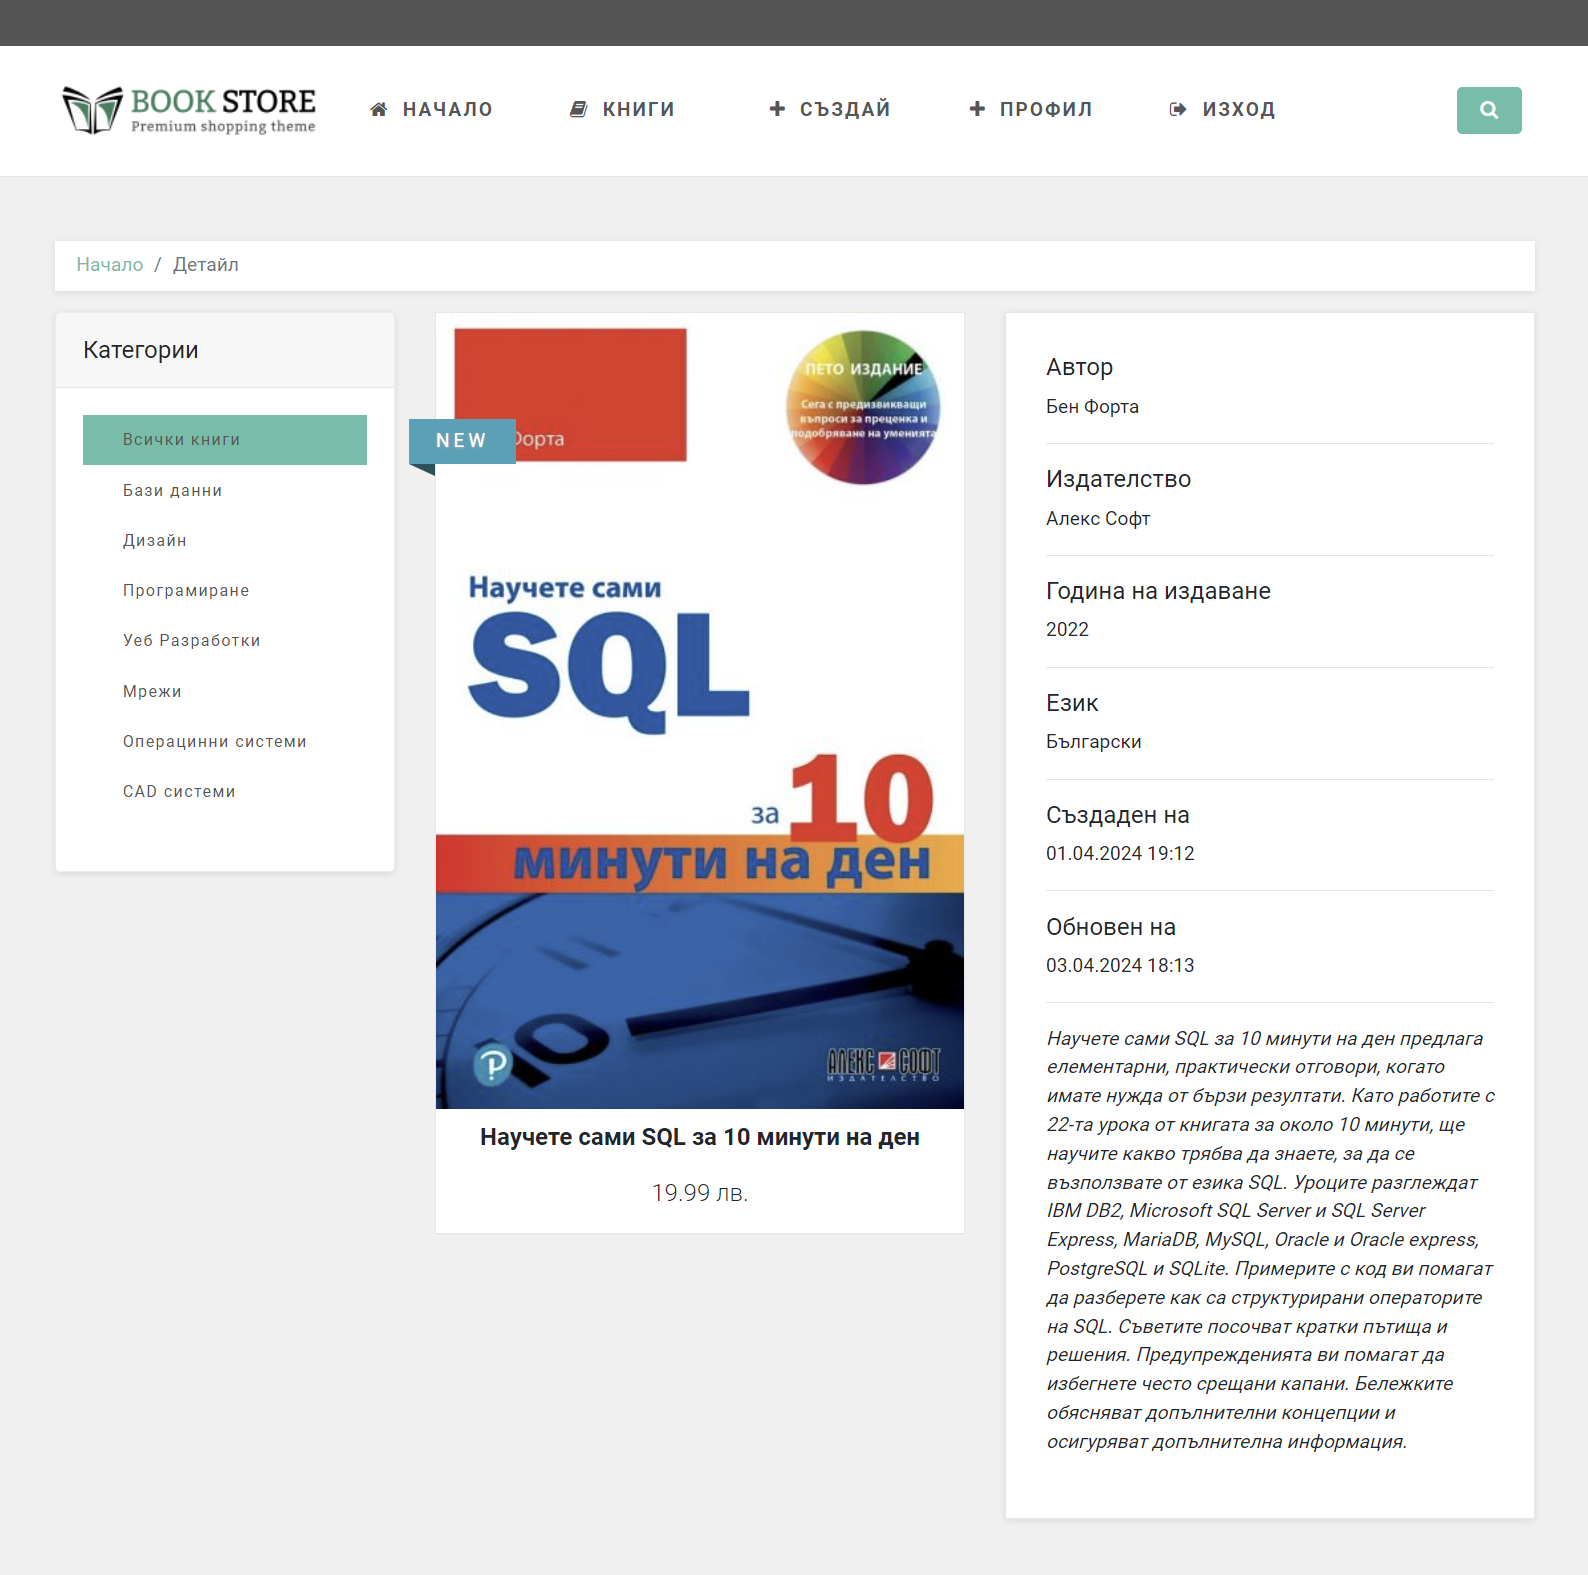 BOOK STORE
Premium shopping theme
НАЧАЛО
КНИГИ
СЪЗДАЙ
ПРОФИЛ
ИЗХОД
Начало / Детайл
Категории
Всички книги
Бази данни
Дизайн
Програмиране
Уеб Разработки
Мрежи
Операцинни системи
CAD системи
NEW
Форта
ПЕТО ИЗДАНИЕ
Сега с предизвикващи
въпроси за преценка и
подобряване на уменията
Научете сами
SQL
за 10
минути на ден
10
P
АЛЕКС СОФТ
ИЗДАТЕЛСТВО
Научете сами SQL за 10 минути на ден
19.99 лв.
Автор
Бен Форта
Издателство
Алекс Софт
Година на издаване
2022
Език
Български
Създаден на
01.04.2024 19:12
Обновен на
03.04.2024 18:13
Научете сами SQL за 10 минути на ден предлага
елементарни, практически отговори, когато
имате нужда от бързи резултати. Като работите с
22-та урока от книгата за около 10 минути, ще
научите какво трябва да знаете, за да се
възползвате от езика SQL. Уроците разглеждат
IBM DB2, Microsoft SQL Server и SQL Server
Express, MariaDB, MySQL, Oracle и Oracle express,
PostgreSQL и SQLite. Примерите с код ви помагат
да разберете как са структурирани операторите
на SQL. Съветите посочват кратки пътища и
решения. Предупрежденията ви помагат да
избегнете често срещани капани. Бележките
обясняват допълнителни концепции и
осигуряват допълнителна информация.